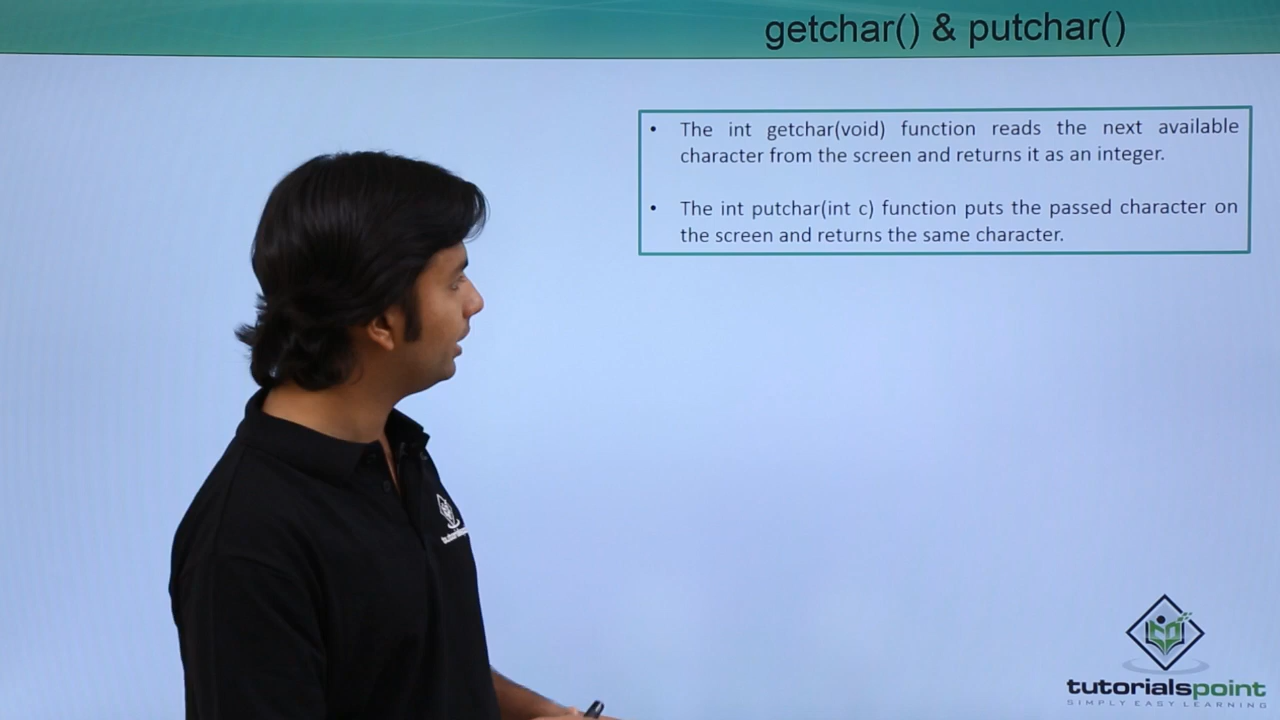 getchar() & putchar()
• The int getchar(void) function reads the next available
character from the screen and returns it as an integer.
• The int putchar(int c) function puts the passed character on
the screen and returns the same character.
tutorialspoint
SIMPLY EASY LEARNING